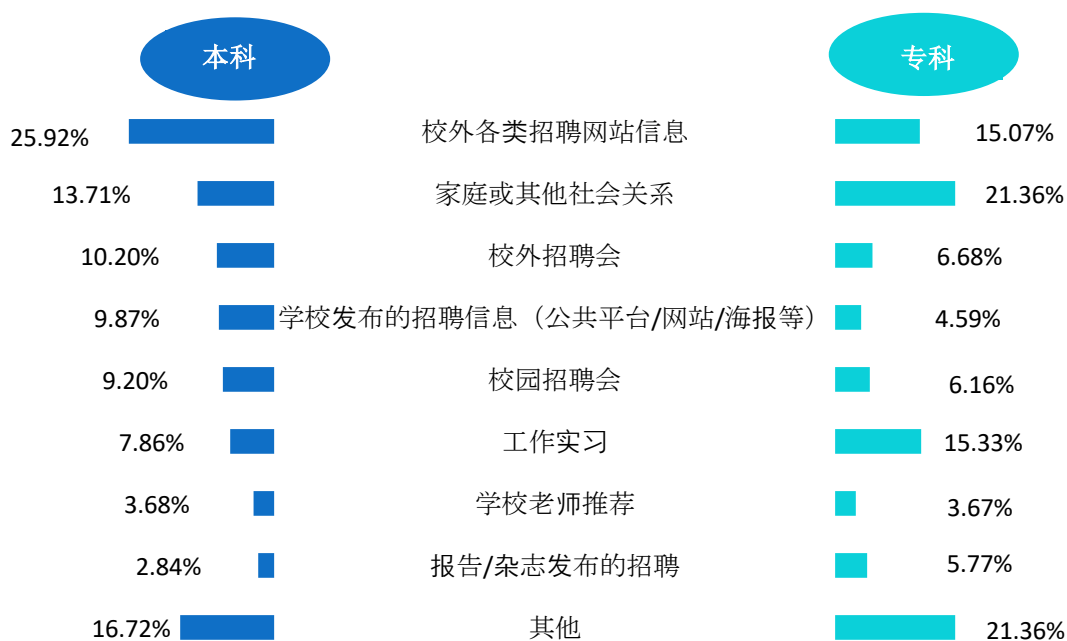 本科 专科
25.92% 校外各类招聘网站信息 15.07%
13.71% 家庭或其他社会关系 21.36%
10.20% 校外招聘会 6.68%
9.87% 学校发布的招聘信息（公共平台/网站/海报等） 4.59%
9.20% 校园招聘会 6.16%
7.86% 工作实习 15.33%
3.68% 学校老师推荐 3.67%
2.84% 报告/杂志发布的招聘 5.77%
16.72% 其他 21.36%